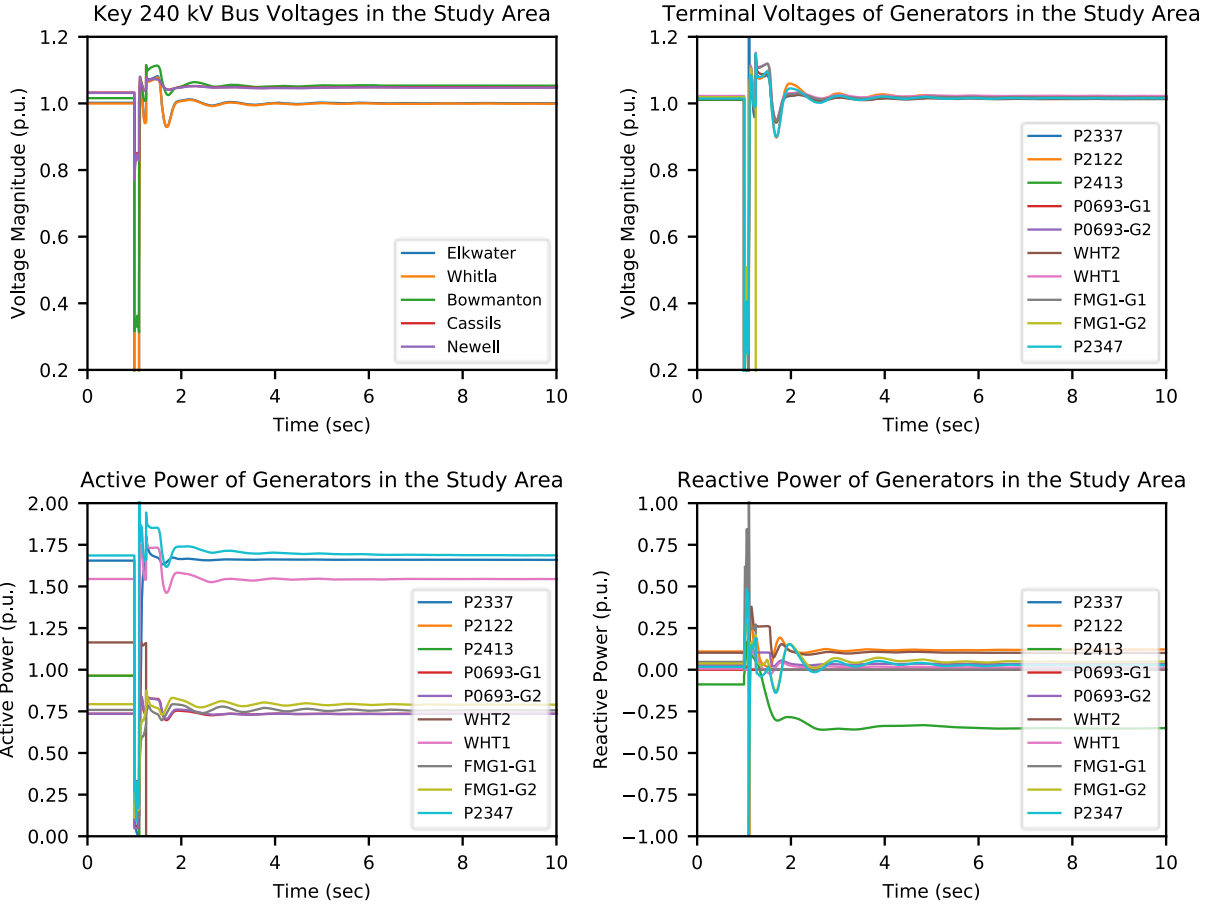 Key 240 kV Bus Voltages in the Study Area
1.2
1.0
0.8
0.6
0.4
0.2
Voltage Magnitude (p.u.)
Elkwater
Whitla
Bowmanton
Cassils
Newell
0 2 4 6 8 10
Time (sec)
Terminal Voltages of Generators in the Study Area
1.2
1.0
0.8
0.6
0.4
0.2
Voltage Magnitude (p.u.)
P2337
P2122
P2413
P0693-G1
P0693-G2
WHT2
WHT1
FMG1-G1
FMG1-G2
P2347
0 2 4 6 8 10
Time (sec)
Active Power of Generators in the Study Area
2.00
1.75
1.50
1.25
1.00
0.75
0.50
0.25
0.00
Active Power (p.u.)
P2337
P2122
P2413
P0693-G1
P0693-G2
WHT2
WHT1
FMG1-G1
FMG1-G2
P2347
0 2 4 6 8 10
Time (sec)
Reactive Power of Generators in the Study Area
1.00
0.75
0.50
0.25
0.00
−0.25
−0.50
−0.75
−1.00
Reactive Power (p.u.)
P2337
P2122
P2413
P0693-G1
P0693-G2
WHT2
WHT1
FMG1-G1
FMG1-G2
P2347
0 2 4 6 8 10
Time (sec)